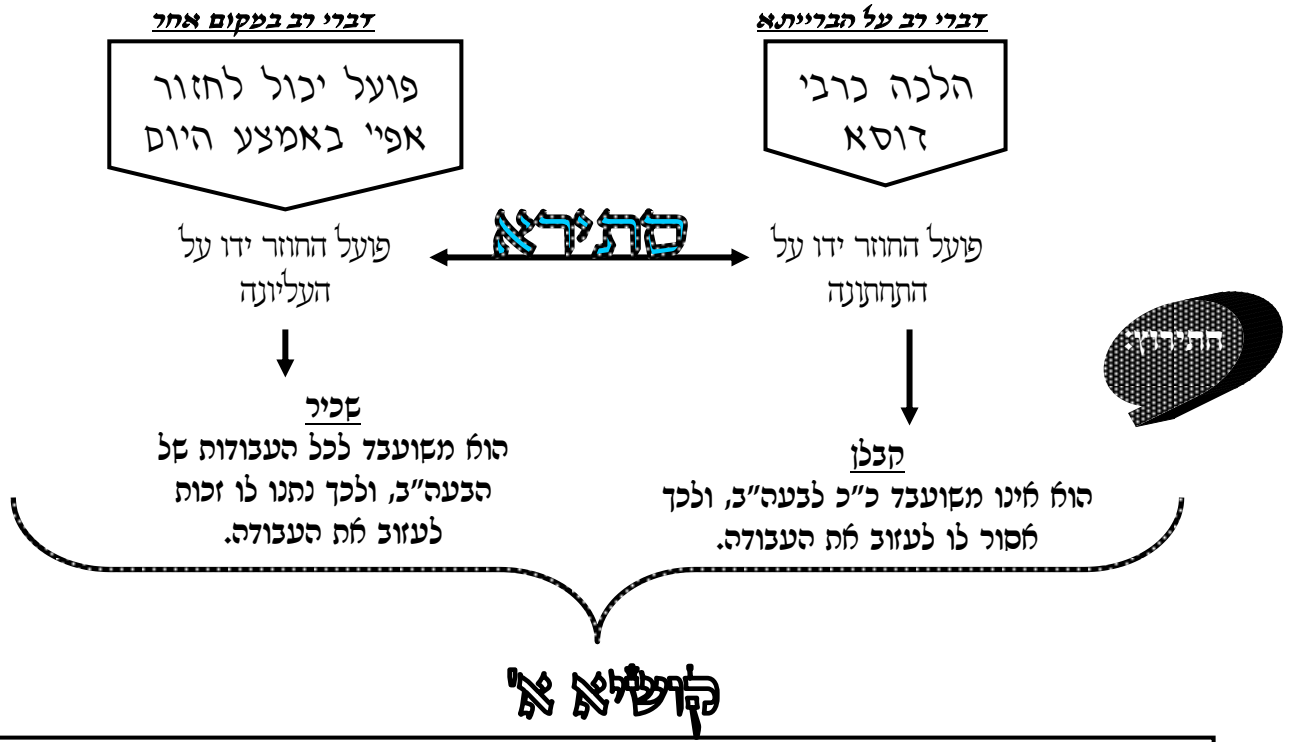 דברי רב על הברייתא
הלכה כרבי
דוסא
פועל החוזר ידו על
התחתונה
סתירא
דברי רב במקום אחר
פועל יכול לחזור
אפי' באמצע היום
פועל החוזר ידו על
העליונה
התירוץ:
קבלן
הוא אינו משועבד כ"כ לבעה"ב, ולכך
אסור לו לעזוב את העבודה.
שכיר
הוא משועבד לכל העבודות של
הבעה"ב, ולכך נתנו לו זכות
לעזוב את העבודה.
קושיא א'